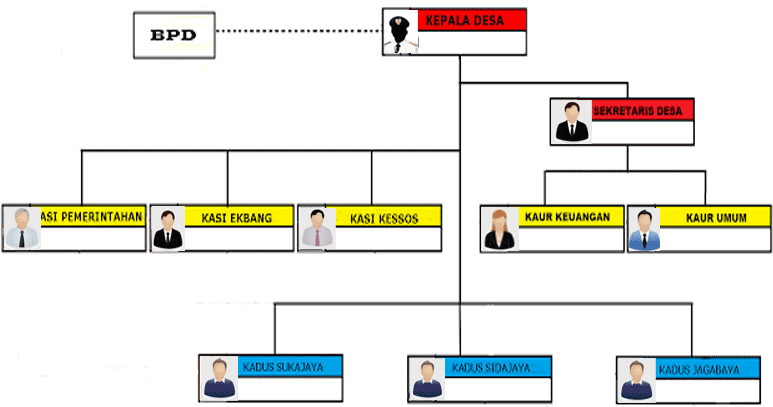 KEPALA DESA
BPD
SEKRETARIS DESA
KASI PEMERINTAHAN
KASI EKBANG
KASI KESSOS
KAUR KEUANGAN
KAUR UMUM
KADUS SUKAJAYA
KADUS SIDAJAYA
KADUS JAGABAYA